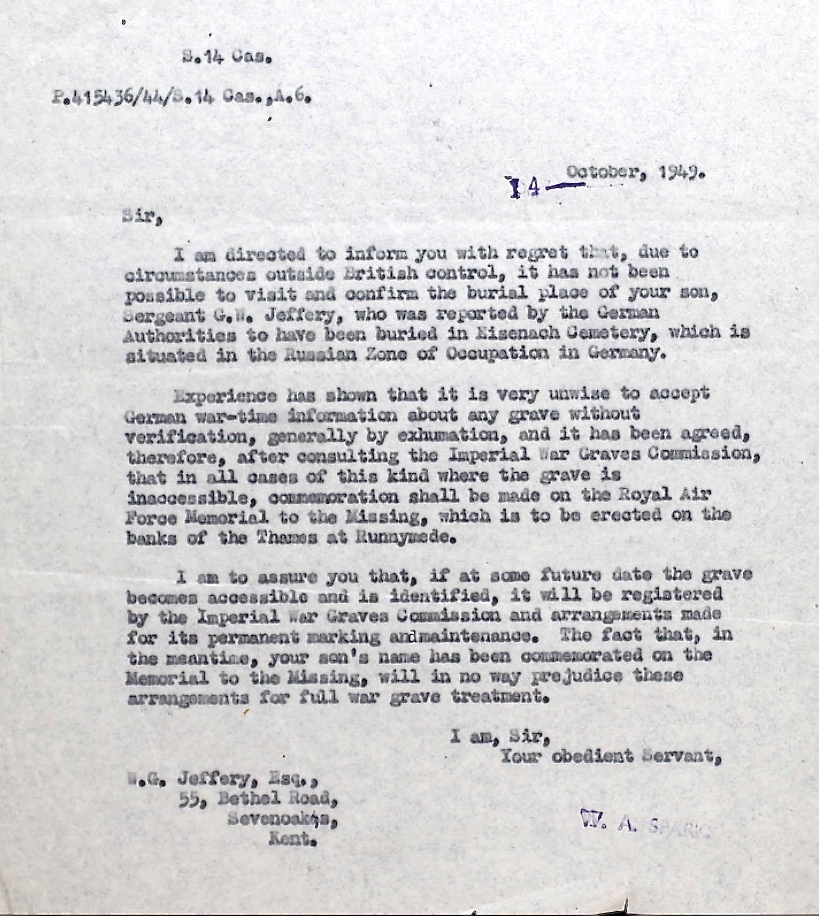 S.14 Cas.
P.415436/44/S.14 Cas.,A.6.
October, 1949.
14—
Sir,
I am directed to inform you with regret that, due to
circumstances outside British control, it has not been
possible to visit and confirm the burial place of your son,
Sergeant G.W. Jeffery, who was reported by the German
Authorities to have been buried in Eisenach Cemetery, which is
situated in the Russian Zone of Occupation in Germany.
Experience has shown that it is very unwise to accept
German war-time information about any grave without
verification, generally by exhumation, and it has been agreed,
therefore, after consulting the Imperial War Graves Commission,
that in all cases of this kind where the grave is
inaccessible, commemoration shall be made on the Royal Air
Force Memorial to the Missing, which is to be erected on the
banks of the Thames at Runnymede.
I am to assure you that, if at some future date the grave
becomes accessible and is identified, it will be registered
by the Imperial War Graves Commission and arrangements made
for its permanent marking andmaintenance. The fact that, in
the meantime, your son's name has been commemorated on the
Memorial to the Missing, will in no way prejudice these
arrangements for full war grave treatment.
I am, Sir,
Your obedient Servant,
W.G. Jeffery, Esq.,
55, Bethel Road,
Sevenoaks,
Kent.
W. A.